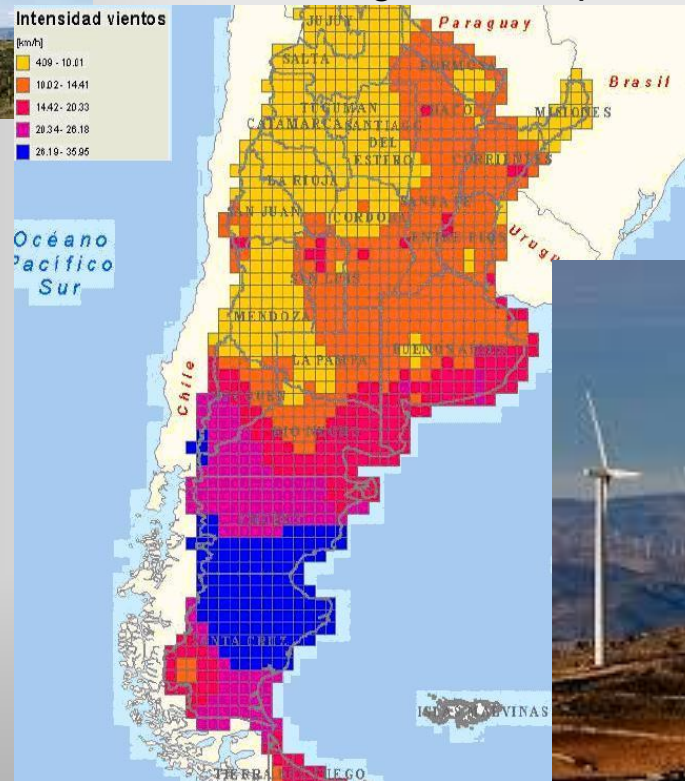 Intensidad vientos
[km/h]
4.09 - 10.01
10.02 - 14.41
14.42 - 20.33
20.34 - 26.18
26.19 - 35.95
JUJUY
Paraguay
SALTA
FORMOSA
Brasil
TUCUMAN
CHACO
MISIONES
CATAMARCA
SANTIAGO
DEL
ESTERO
CORRIENTES
LA RIOJA
SANTA FE
SAN JUAN
CORDOBA
ENTRE RIOS
Urugu
Océano
Pacífico
Sur
SAN LUIS
MENDOZA
BUENOS AIRES
LA PAMPA
Chile
NEUQUEN
RIO NEGRO
CHUBUT
SANTA CRUZ
ISLAS MALVINAS
TIERRA DEL FUEGO